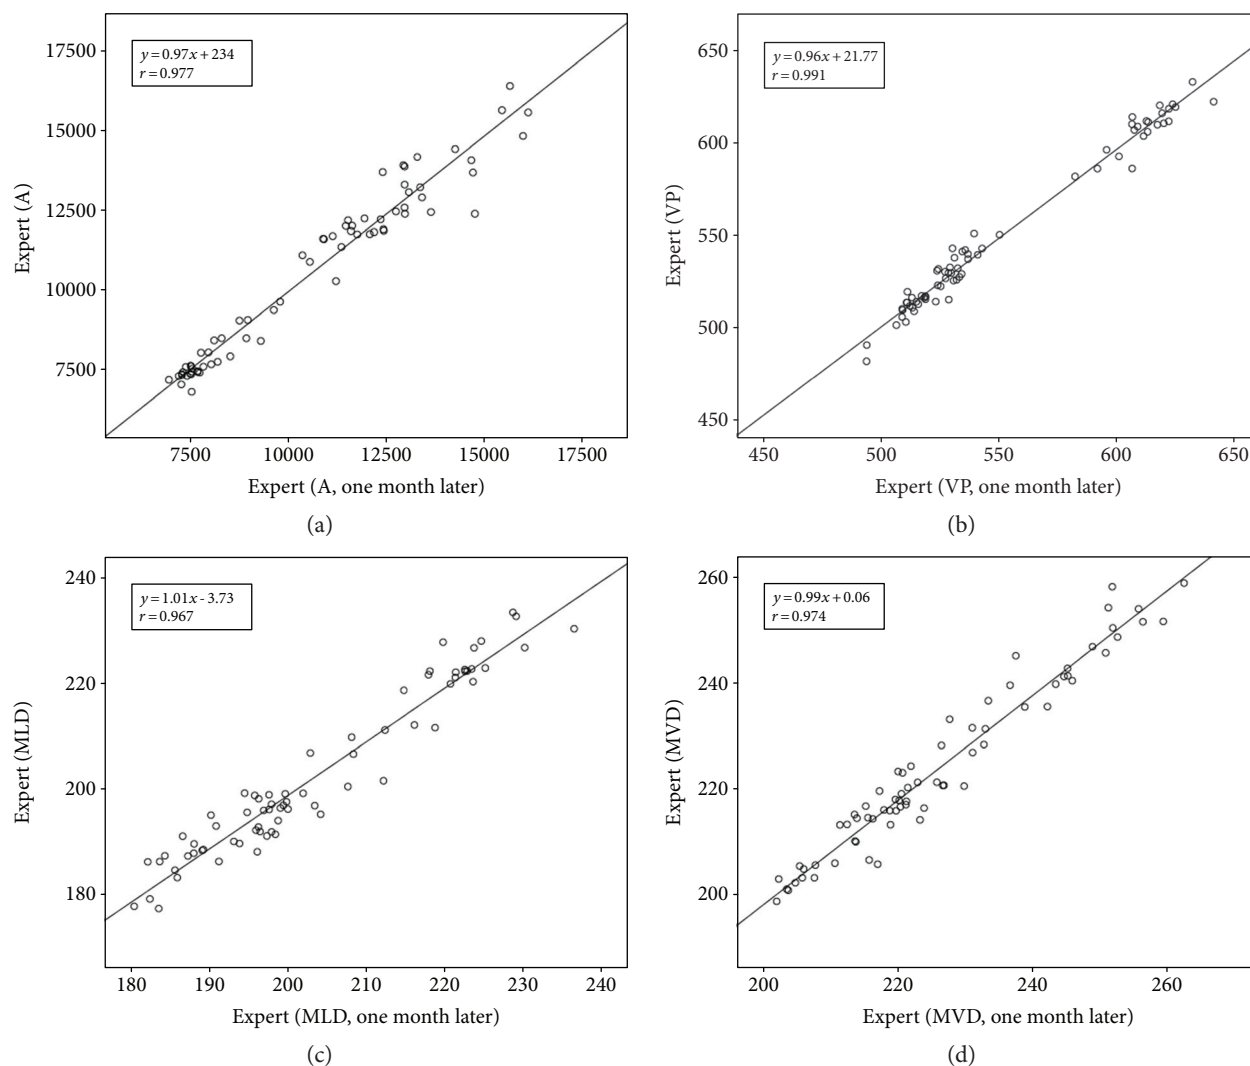 y = 0.97x + 234
r = 0.977
17500
15000
12500
10000
7500
Expert (A)
7500 10000 12500 15000 17500
Expert (A, one month later)
(a)
y = 0.96x + 21.77
r = 0.991
650
600
550
500
450
Expert (VP)
450 500 550 600 650
Expert (VP, one month later)
(b)
y = 1.01x - 3.73
r = 0.967
240
220
200
180
Expert (MLD)
180 190 200 210 220 230 240
Expert (MLD, one month later)
(c)
y = 0.99x + 0.06
r = 0.974
260
240
220
200
Expert (MVD)
200 220 240 260
Expert (MVD, one month later)
(d)